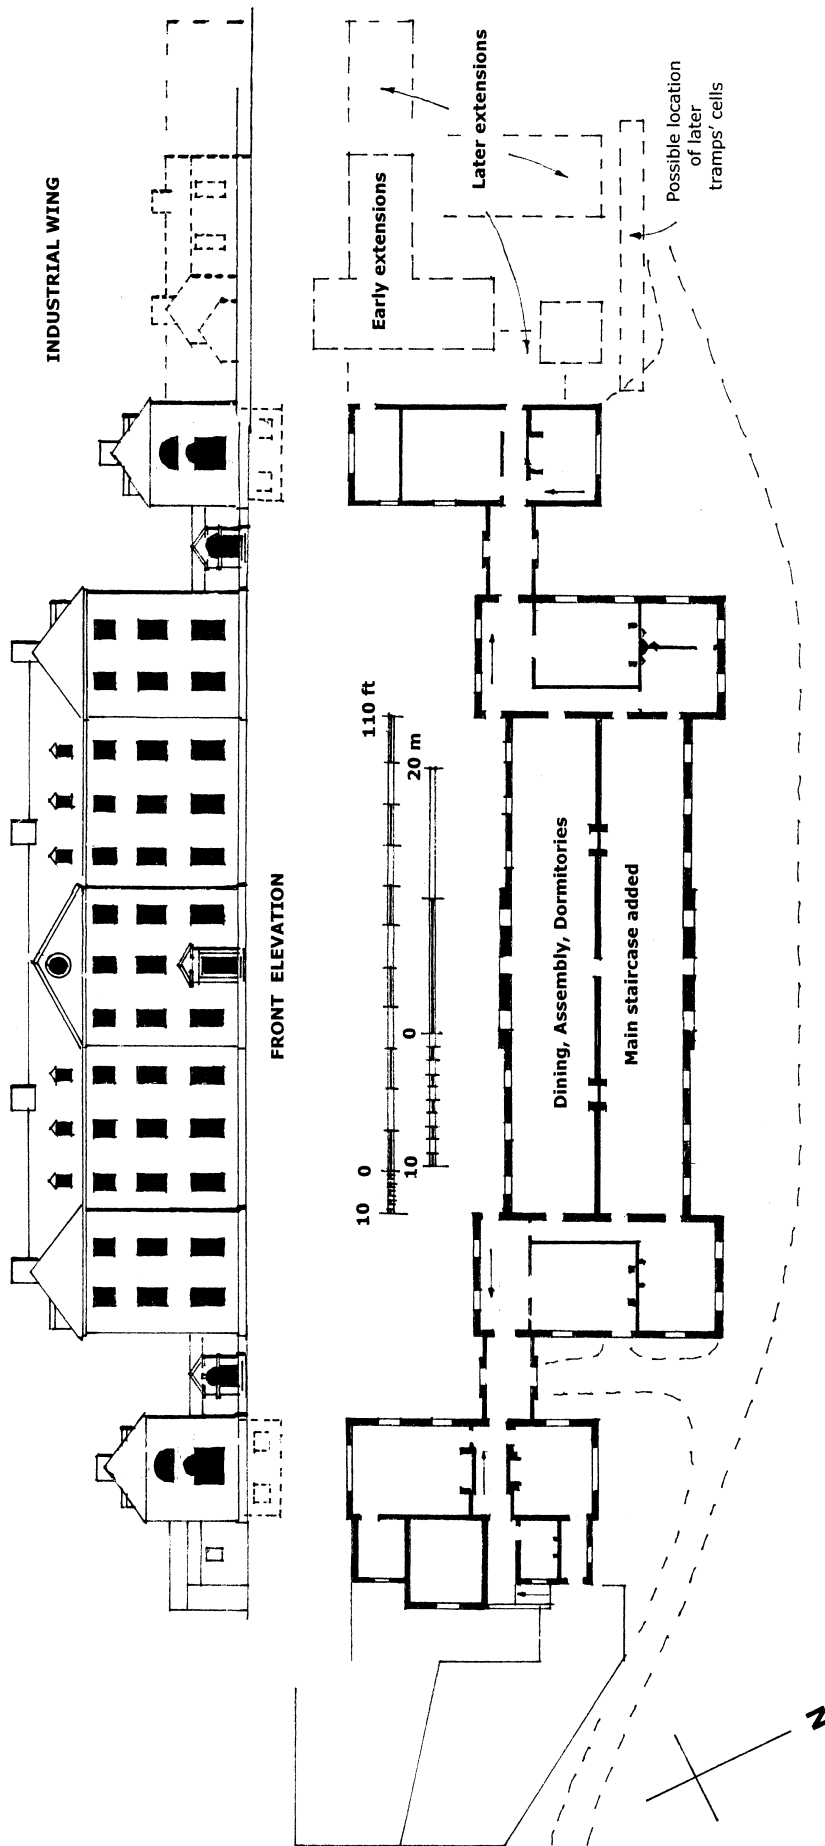 INDUSTRIAL WING
FRONT ELEVATION
10
0
110 ft
10
0
20 m
Early extensions
Later extensions
Possible location
of later
tramps' cells
Dining, Assembly, Dormitories
Main staircase added
N